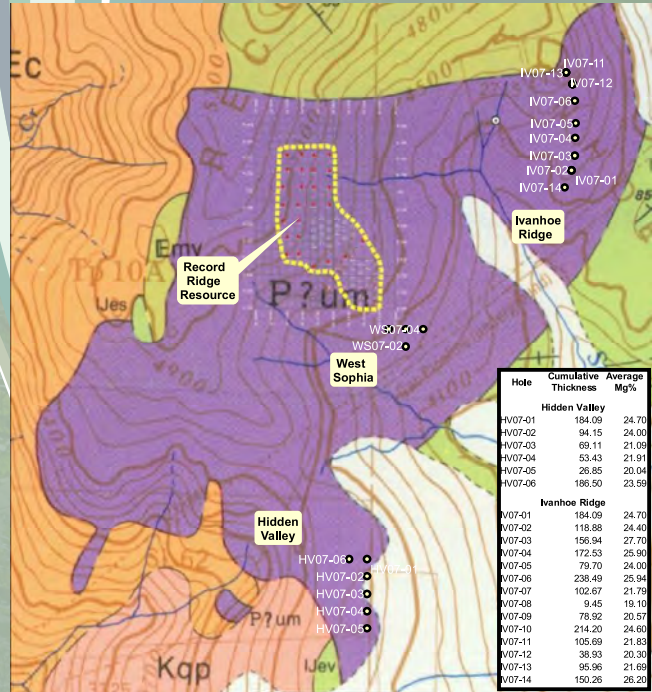 Ec
4800
IV07-11
IV07-13
IV07-12
IV07-06
IV07-05
IV07-04
IV07-03
IV07-02
IV07-01
IV07-14
85
Ivanhoe
Ridge
Emv
Tp 10A
Record
Ridge
Resource
P?um
Ues
WS07-04
WS07-02
West
Sophia
4900
Hidden
Valley
HV07-06
HV07-01
HV07-02
HV07-03
HV07-04
HV07-05
P?um
Kqp
IJev
Hole Cumulative Thickness Average Mg%
Hidden Valley
HV07-01 184.09 24.70
HV07-02 94.15 24.00
HV07-03 69.11 21.09
HV07-04 53.43 21.91
HV07-05 26.85 20.04
HV07-06 186.50 23.59
Ivanhoe Ridge
IV07-01 184.09 24.70
IV07-02 118.88 24.40
IV07-03 156.94 27.70
IV07-04 172.53 25.90
IV07-05 79.70 24.00
IV07-06 238.49 25.94
IV07-07 102.67 21.79
IV07-08 9.45 19.10
IV07-09 78.92 20.57
IV07-10 214.20 24.60
IV07-11 105.69 21.83
IV07-12 38.93 20.30
IV07-13 95.96 21.69
IV07-14 150.26 26.20